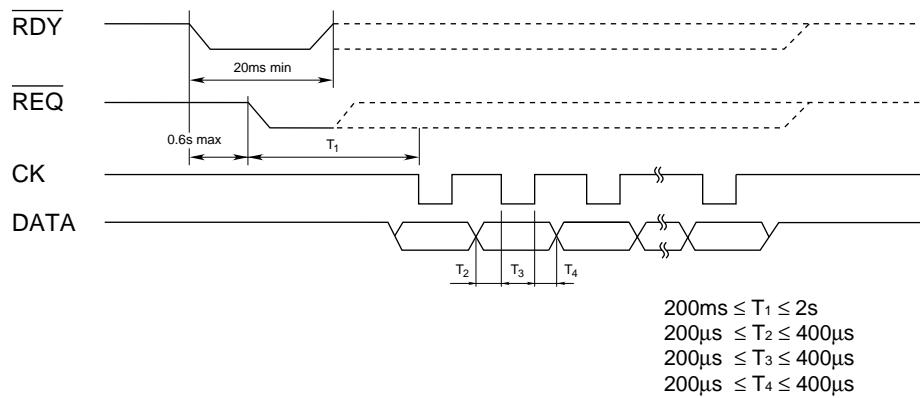 RDY
20ms min
REQ
0.6s max
T1
CK
DATA
T2
T3
T4
200ms ≤ T1 ≤ 2s
200μs ≤ T2 ≤ 400μs
200μs ≤ T3 ≤ 400μs
200μs ≤ T4 ≤ 400μs